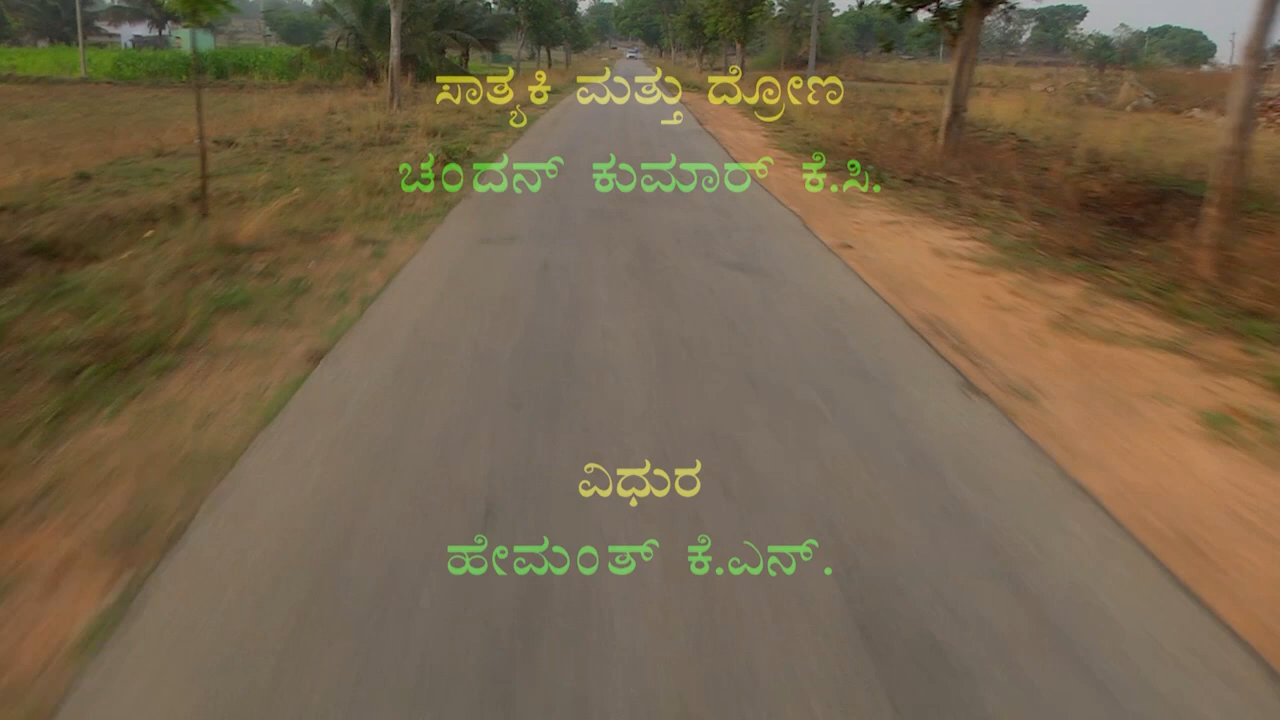 ಸಾತ್ಯಕಿ ಮತ್ತು ದ್ರೋಣ
ಚಂದನ್ ಕುಮಾರ್ ಕೆ.ಸಿ.
ವಿಧುರ
ಹೇಮಂತ್ ಕೆ.ಎನ್.